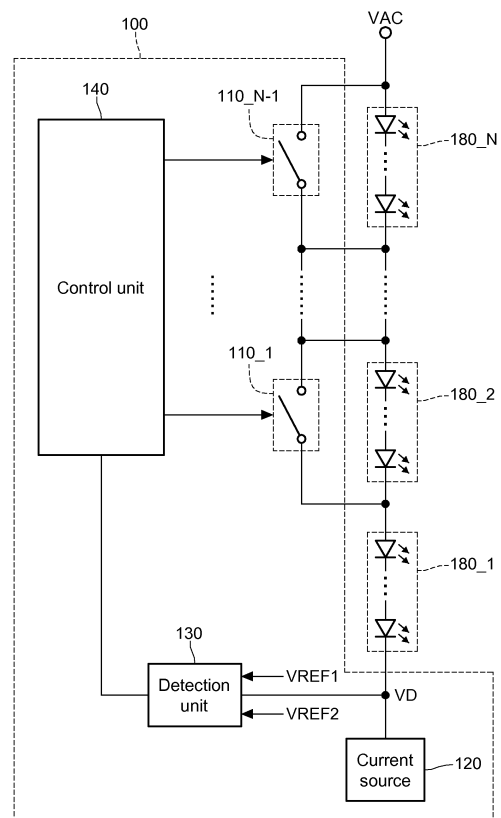 VAC
100
140
110_N-1
180_N
Control unit
110_1
180_2
180_1
130
Detection
unit
VREF1
VREF2
VD
Current
source
120